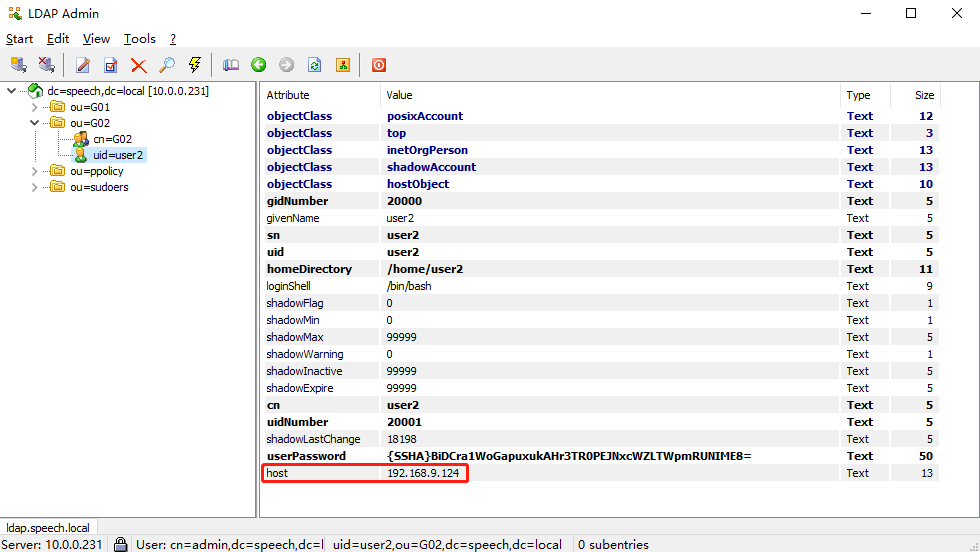 LDAP Admin
Start Edit View Tools ?
dc=speech,dc=local [10.0.0.231]
ou=G01
ou=G02
cn=G02
uid=user2
ou=ppolicy
ou=sudoers
Attribute Value Type Size
objectClass posixAccount Text 12
objectClass top Text 3
objectClass inetOrgPerson Text 13
objectClass shadowAccount Text 13
objectClass hostObject Text 10
gidNumber 20000 Text 5
givenName user2 Text 5
sn user2 Text 5
uid user2 Text 5
homeDirectory /home/user2 Text 11
loginShell /bin/bash Text 9
shadowFlag 0 Text 1
shadowMin 0 Text 1
shadowMax 99999 Text 5
shadowWarning 0 Text 1
shadowInactive 99999 Text 5
shadowExpire 99999 Text 5
cn user2 Text 5
uidNumber 20001 Text 5
shadowLastChange 18198 Text 5
userPassword {SSHA}BiDCra1WoGapuxukAHr3TR0PEJNxcWZLTWpmRUNIME8= Text 50
host 192.168.9.124 Text 13
ldap.speech.local
Server: 10.0.0.231 User: cn=admin,dc=speech,dc=l uid=user2,ou=G02,dc=speech,dc=local 0 subentries